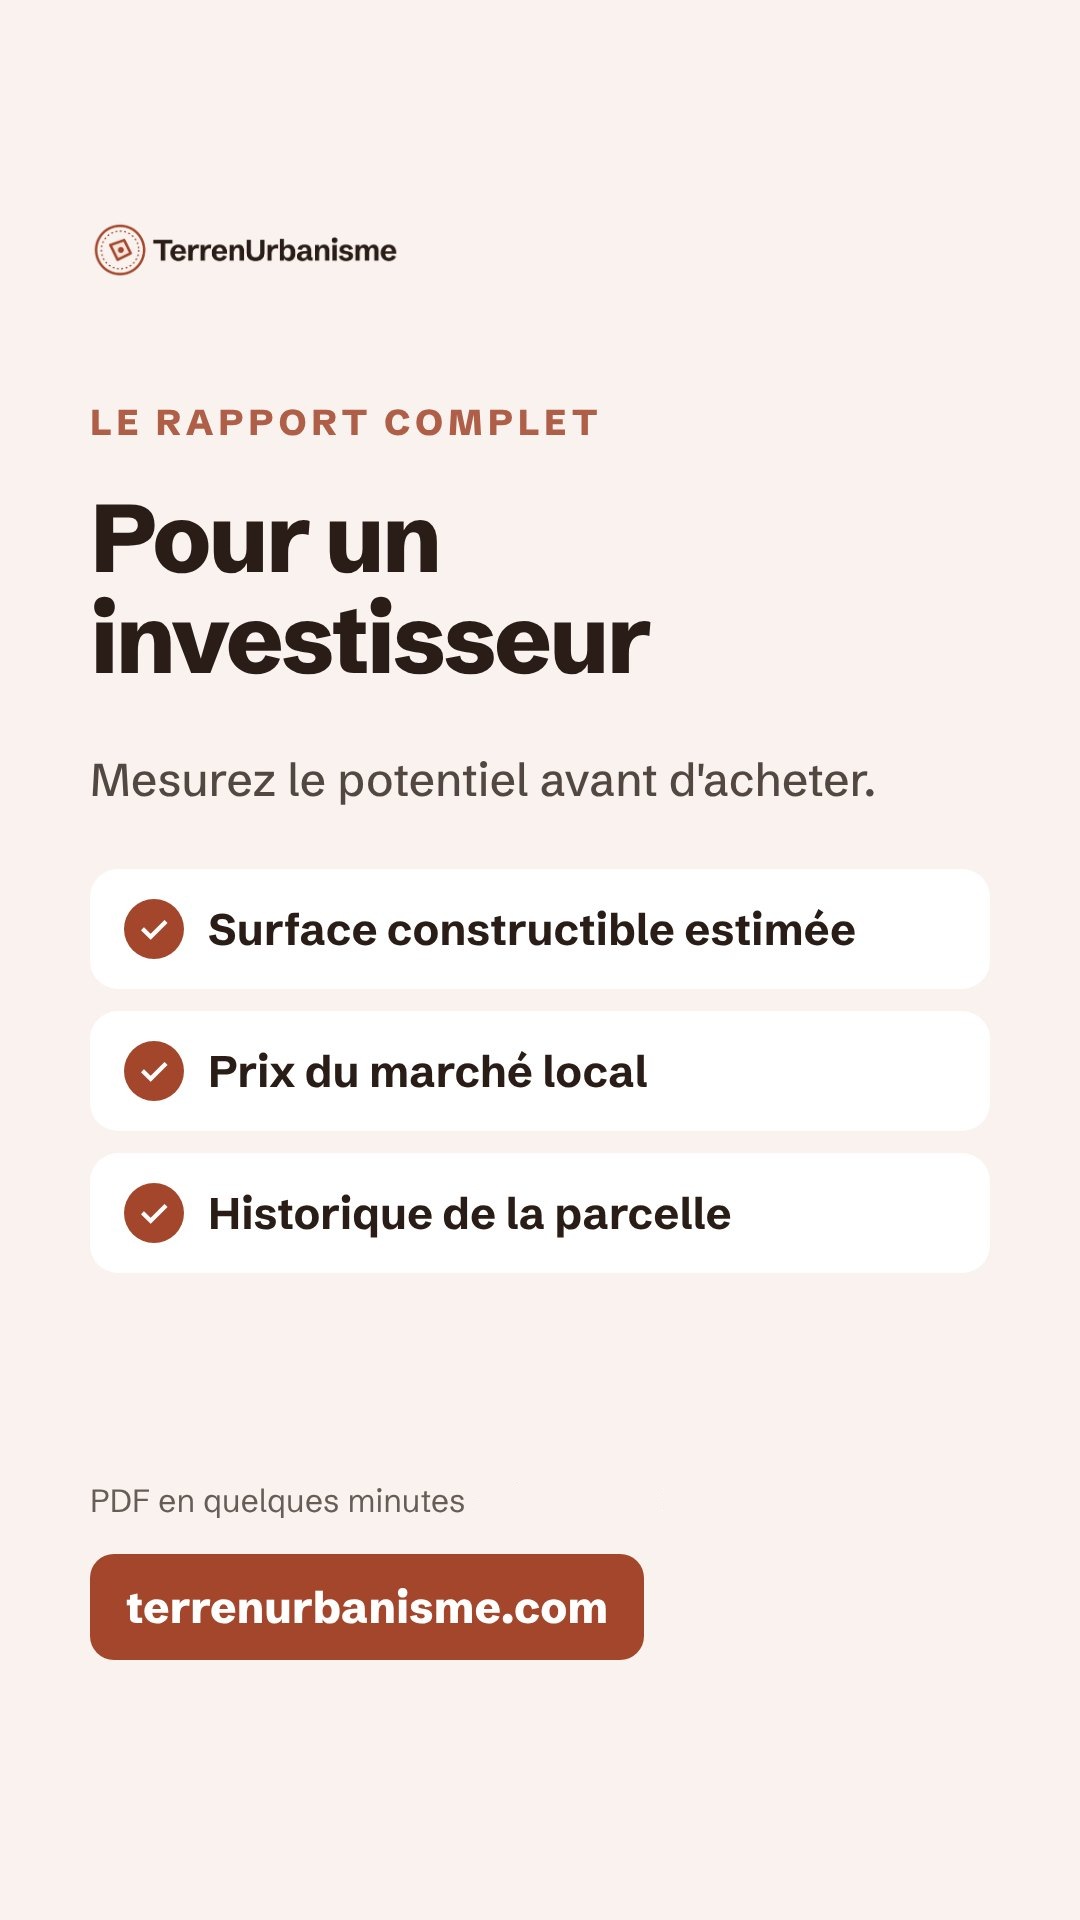 TerrenUrbanisme
LE RAPPORT COMPLET
Pour un
investisseur
Mesurez le potentiel avant d'acheter.
Surface constructible estimée
Prix du marché local
Historique de la parcelle
PDF en quelques minutes
terrenurbanisme.com